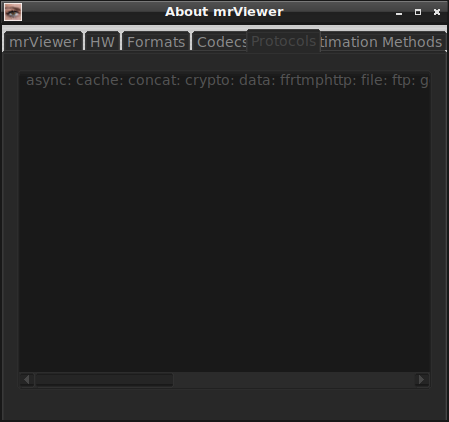 About mrViewer
mrViewer HW Formats Codecs Protocols timation Methods
async: cache: concat: crypto: data: ffrtmphttp: file: ftp: g